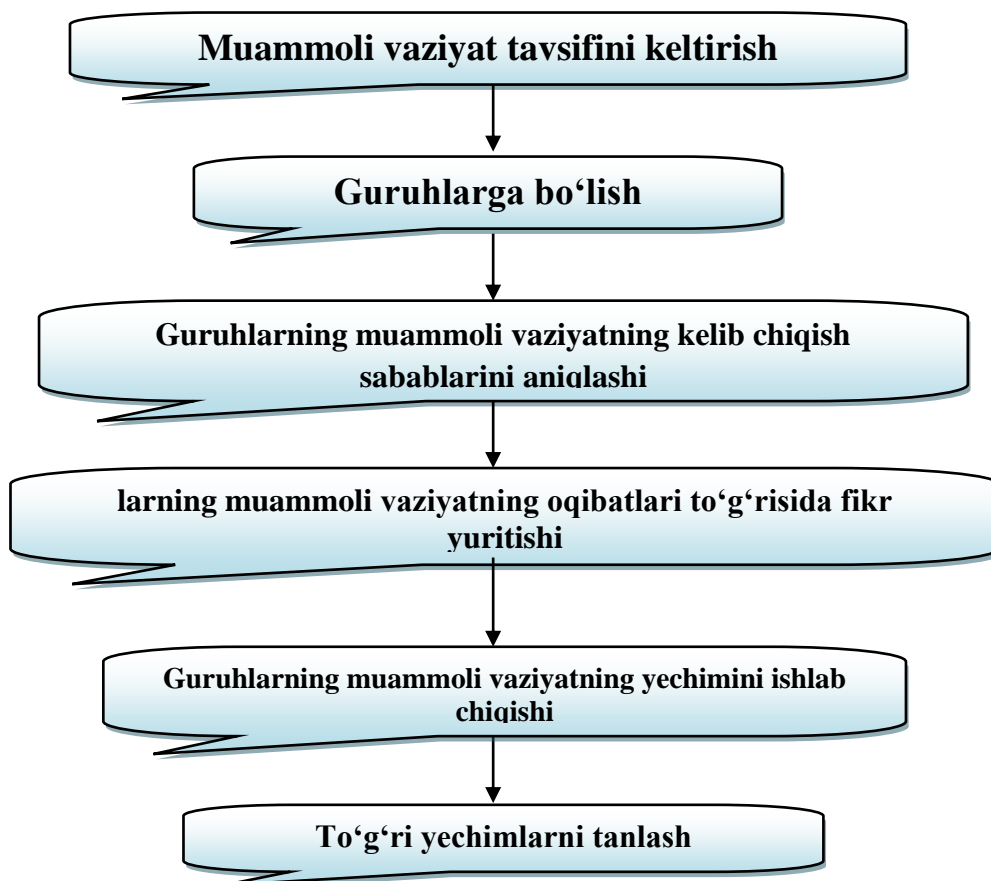 Muammoli vaziyat tavsifini keltirish
Guruhlarga bo‘lish
Guruhlarning muammoli vaziyatning kelib chiqish
sabablarini aniqlashi
larning muammoli vaziyatning oqibatlari to‘g‘risida fikr
yuritishi
Guruhlarning muammoli vaziyatning yechimini ishlab
chiqishi
To‘g‘ri yechimlarni tanlash